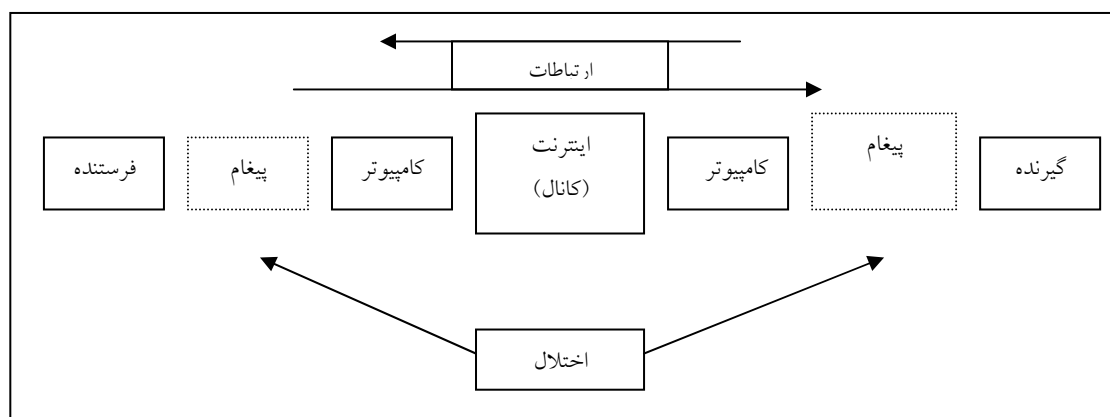 ارتباطات
فرستنده
پیغام
کامپیوتر
اینترنت
(کانال)
کامپیوتر
پیغام
گیرنده
اختلال